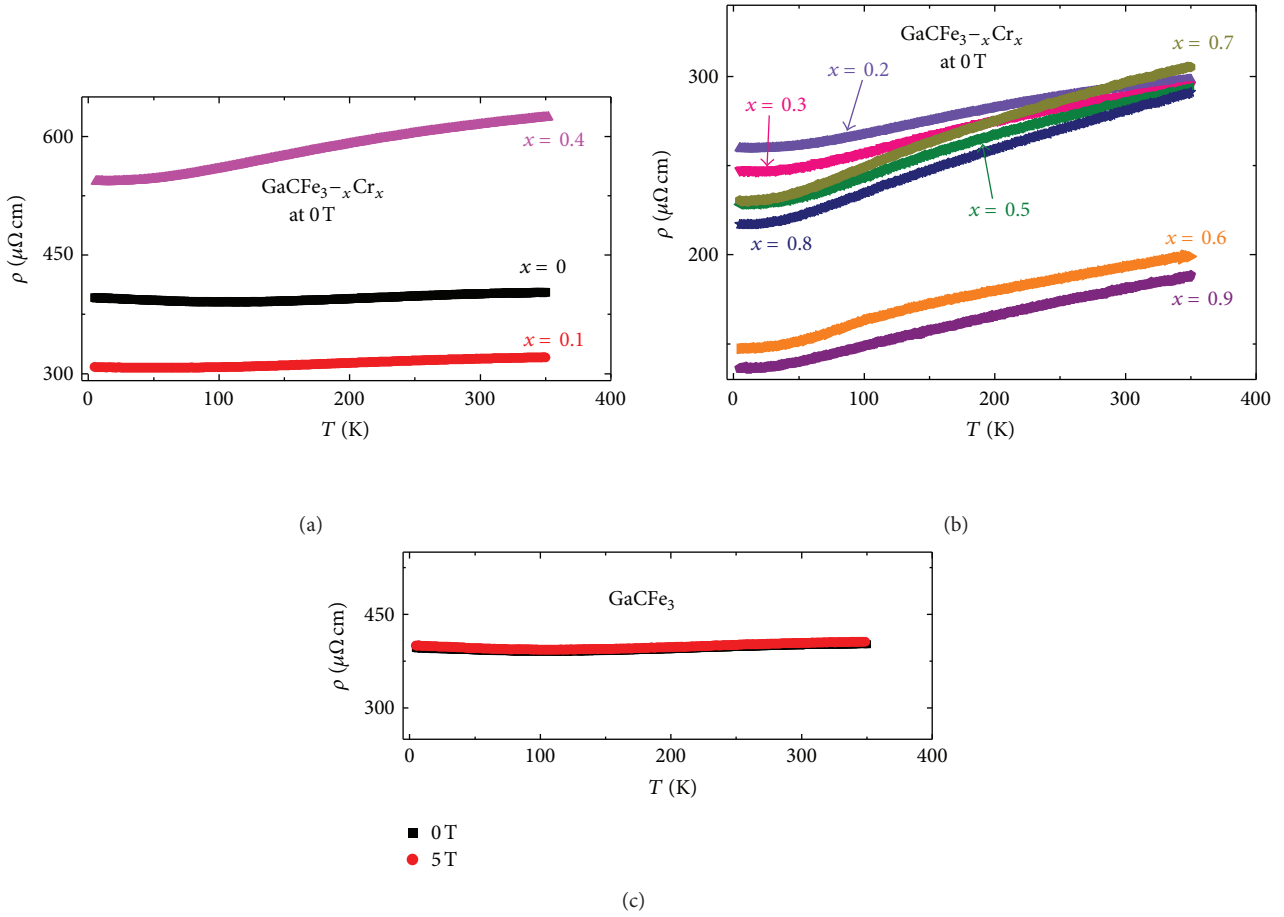 600
450
300
ρ (μΩ cm)
x = 0.4
GaCFe3−xCrx
at 0 T
x = 0
x = 0.1
0
100
200
300
400
T (K)
(a)
300
200
ρ (μΩ cm)
GaCFe3−xCrx
at 0 T
x = 0.7
x = 0.2
x = 0.3
x = 0.5
x = 0.8
x = 0.6
x = 0.9
0
100
200
300
400
T (K)
(b)
GaCFe3
450
300
ρ (μΩ cm)
0
100
200
300
400
T (K)
0 T
5 T
(c)